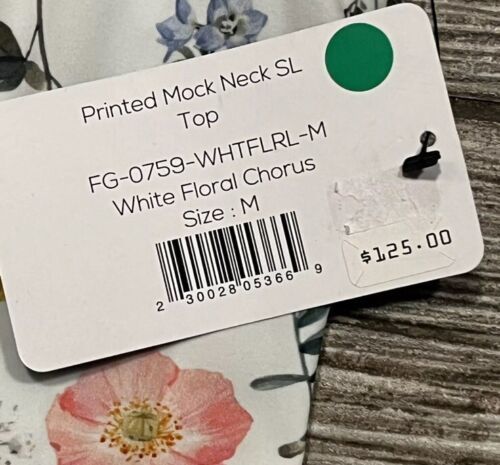 Printed Mock Neck SL
Top
FG-0759-WHTFLRL-M
White Floral Chorus
Size : M
2 30028 05366 9
$125.00